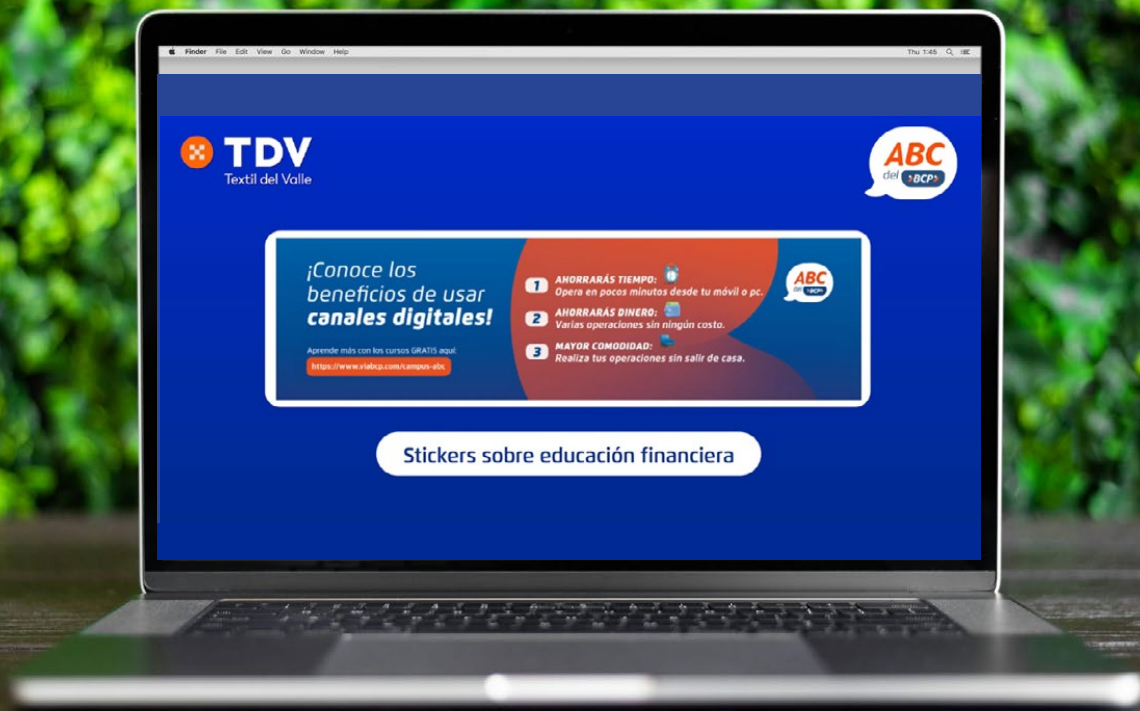 Finder File Edit View Go Window Help
Thu 1:45
TDV
Textil del Valle
ABC
del BCP
¡Conoce los
beneficios de usar
canales digitales!
Aprende más con los cursos GRATIS aquí:
https://www.viabcp.com/campus-abc
1 AHORRARÁS TIEMPO:
Opera en pocos minutos desde tu móvil o pc.
2 AHORRARÁS DINERO:
Varias operaciones sin ningún costo.
3 MAYOR COMODIDAD:
Realiza tus operaciones sin salir de casa.
ABC
del BCP
Stickers sobre educación financiera